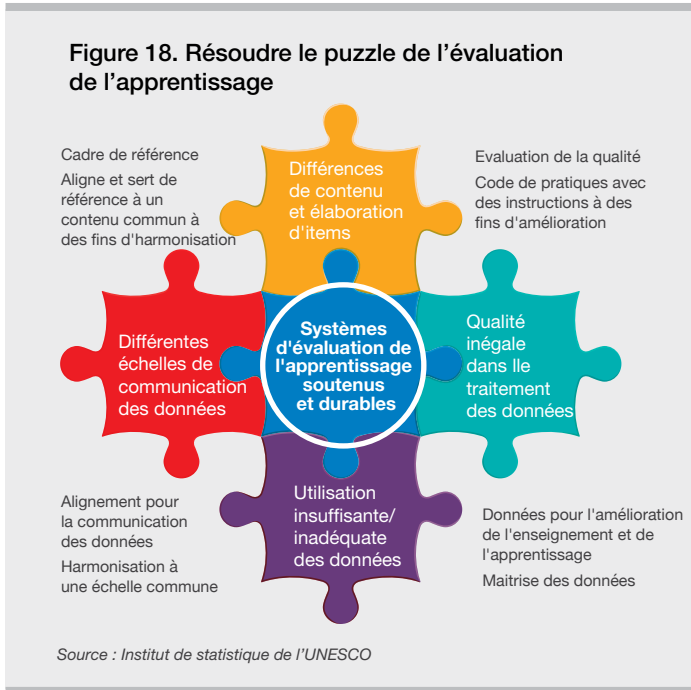 Figure 18. Résoudre le puzzle de l'évaluation
de l'apprentissage
Cadre de référence
Aligne et sert de
référence à un
contenu commun à
des fins d'harmonisation
Différences
de contenu
et élaboration
d'items
Evaluation de la qualité
Code de pratiques avec
des instructions à des
fins d'amélioration
Différentes
échelles de
communication
des données
Systèmes
d'évaluation de
l'apprentissage
soutenus
et durables
Qualité
inégale
dans lle
traitement
des données
Alignement pour
la communication
des données
Harmonisation à
une échelle commune
Utilisation
insuffisante/
inadéquate
des données
Données pour l'amélioration
de l'enseignement et de
l'apprentissage
Maitrise des données
Source : Institut de statistique de l'UNESCO